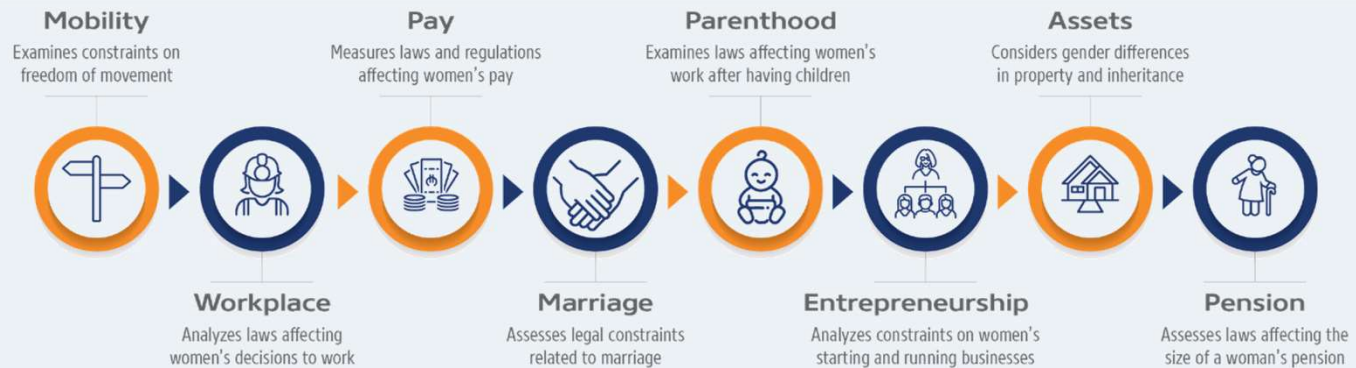 Mobility
Examines constraints on
freedom of movement
Pay
Measures laws and regulations
affecting women's pay
Parenthood
Examines laws affecting women's
work after having children
Assets
Considers gender differences
in property and inheritance
Workplace
Analyzes laws affecting
women's decisions to work
Marriage
Assesses legal constraints
related to marriage
Entrepreneurship
Analyzes constraints on women's
starting and running businesses
Pension
Assesses laws affecting the
size of a woman's pension